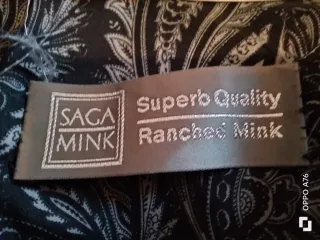 SAGA
MINK
Superb Quality
Ranched Mink
OPPO A76